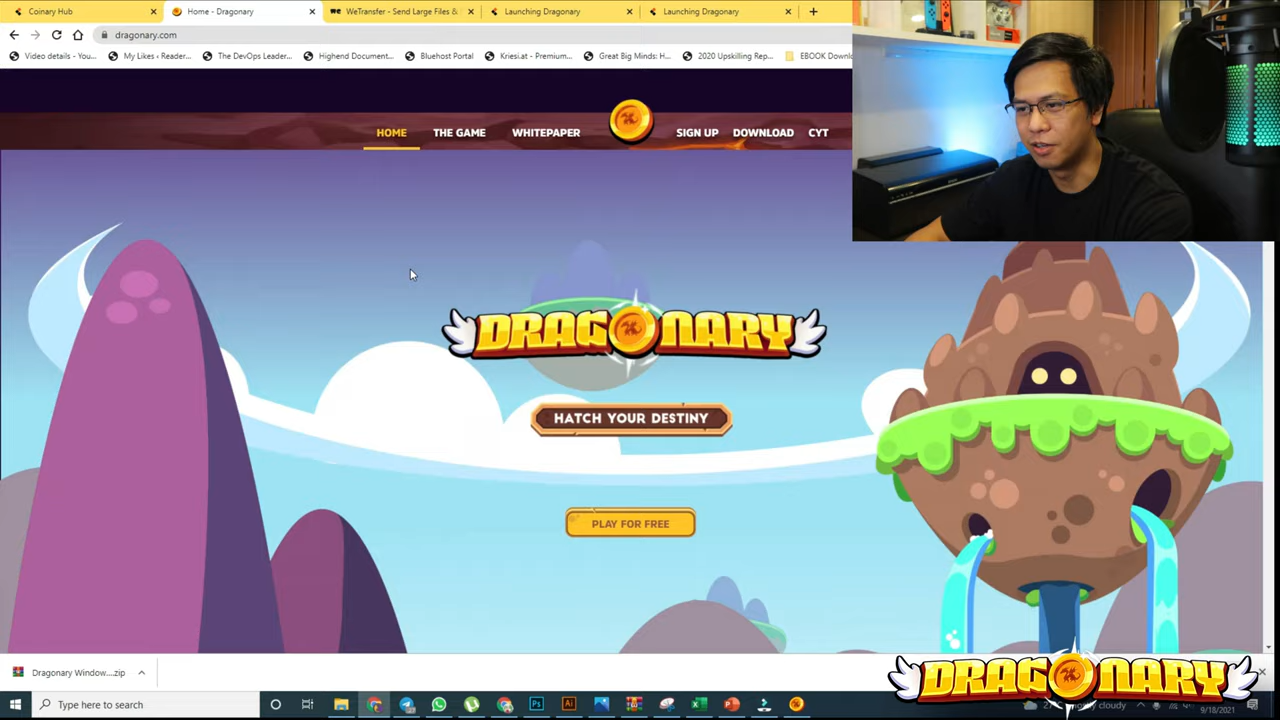 Coinary Hub
Home - Dragonary
WeTransfer - Send Large Files &
Launching Dragonary
Launching Dragonary
dragonary.com
Video details - You...
My Likes ‹ Reader...
The DevOps Leader...
Highend Document...
Bluehost Portal
Kriesi.at - Premium...
Great Big Minds: H...
2020 Upskilling Rep...
EBOOK Downlo
HOME
THE GAME
WHITEPAPER
SIGN UP
DOWNLOAD
CYT
DRAGONARY
HATCH YOUR DESTINY
PLAY FOR FREE
Dragonary Window....zip
DRAGONARY
Type here to search
cloudy
9/18/2021